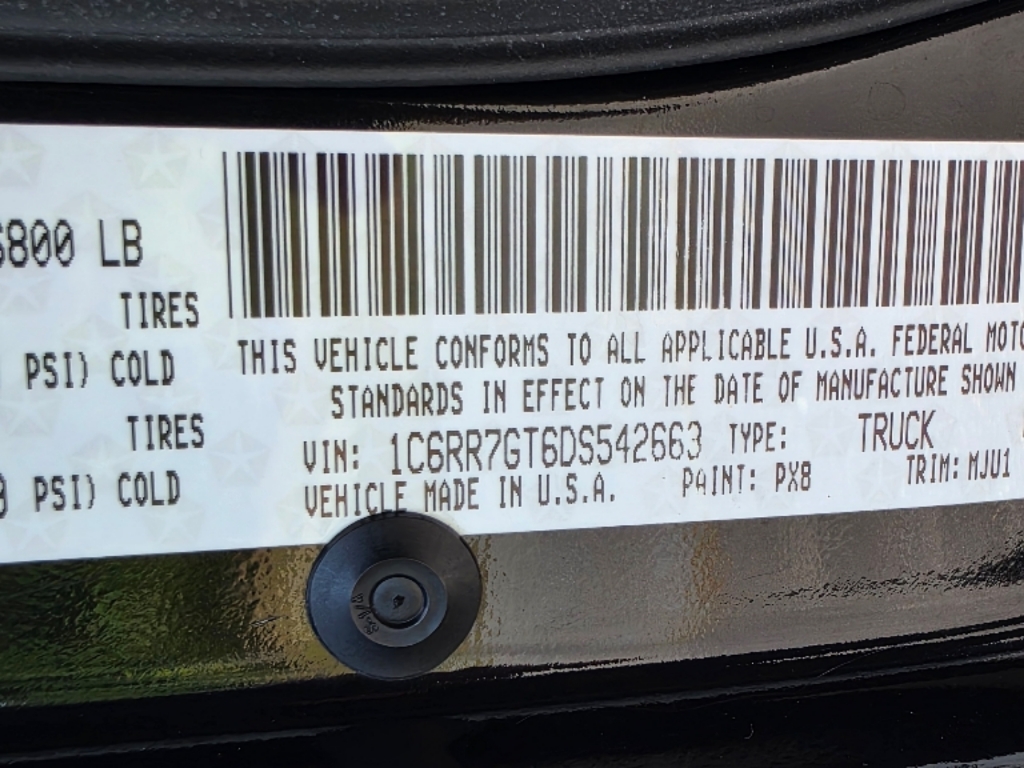 6800 LB
TIRES
PSI) COLD
TIRES
PSI) COLD
THIS VEHICLE CONFORMS TO ALL APPLICABLE U.S.A. FEDERAL MOTO
STANDARDS IN EFFECT ON THE DATE OF MANUFACTURE SHOWN
VIN: 1C6RR7GT6DS542663 TYPE: TRUCK
VEHICLE MADE IN U.S.A. PAINT: PX8 TRIM: MJU1